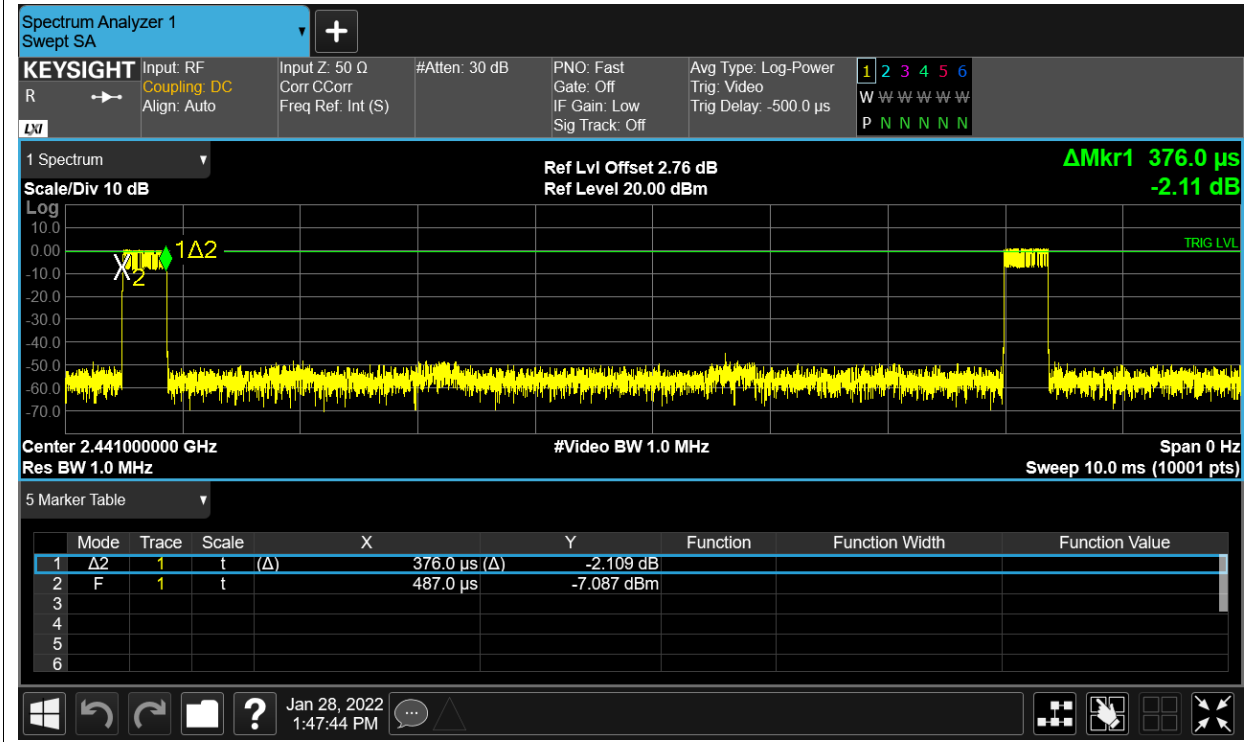 Spectrum Analyzer 1
Swept SA
+
KEYSIGHT Input: RF Input Z: 50 Ω #Atten: 30 dB PNO: Fast Avg Type: Log-Power 1 2 3 4 5 6
R Coupling: DC Corr CCorr Gate: Off Trig: Video W W W W W W
Align: Auto Freq Ref: Int (S) IF Gain: Low Trig Delay: -500.0 µs P N N N N N
LXI Sig Track: Off
1 Spectrum Ref Lvl Offset 2.76 dB ΔMkr1 376.0 µs
Scale/Div 10 dB Ref Level 20.00 dBm -2.11 dB
Log
10.0
0.00 1Δ2 TRIG LVL
-10.0 X2
-20.0
-30.0
-40.0
-50.0
-60.0
-70.0
Center 2.441000000 GHz #Video BW 1.0 MHz Span 0 Hz
Res BW 1.0 MHz Sweep 10.0 ms (10001 pts)
5 Marker Table
Mode Trace Scale X Y Function Function Width Function Value
1 Δ2 1 t (Δ) 376.0 µs (Δ) -2.109 dB
2 F 1 t 487.0 µs -7.087 dBm
3
4
5
6
? Jan 28, 2022
1:47:44 PM